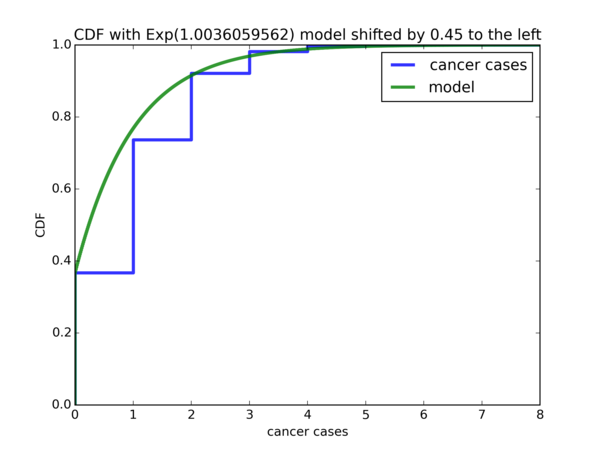 CDF with Exp(1.0036059562) model shifted by 0.45 to the left
1.0
cancer cases
model
0.8
0.6
CDF
0.4
0.2
0.0
0 1 2 3 4 5 6 7 8
cancer cases